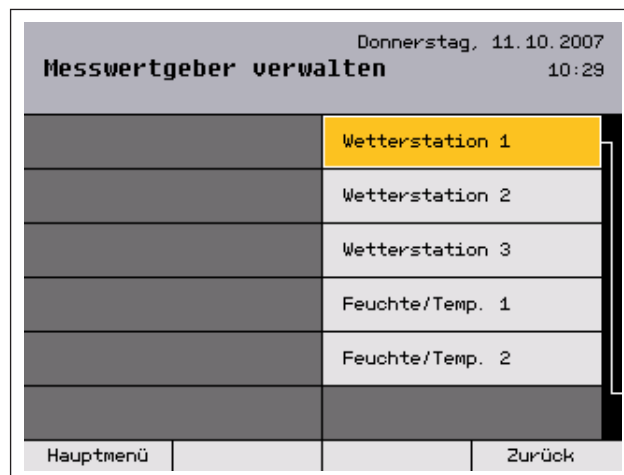 Donnerstag, 11.10.2007
Messwertgeber verwalten 10:29
Wetterstation 1
Wetterstation 2
Wetterstation 3
Feuchte/Temp. 1
Feuchte/Temp. 2
Hauptmenü Zurück